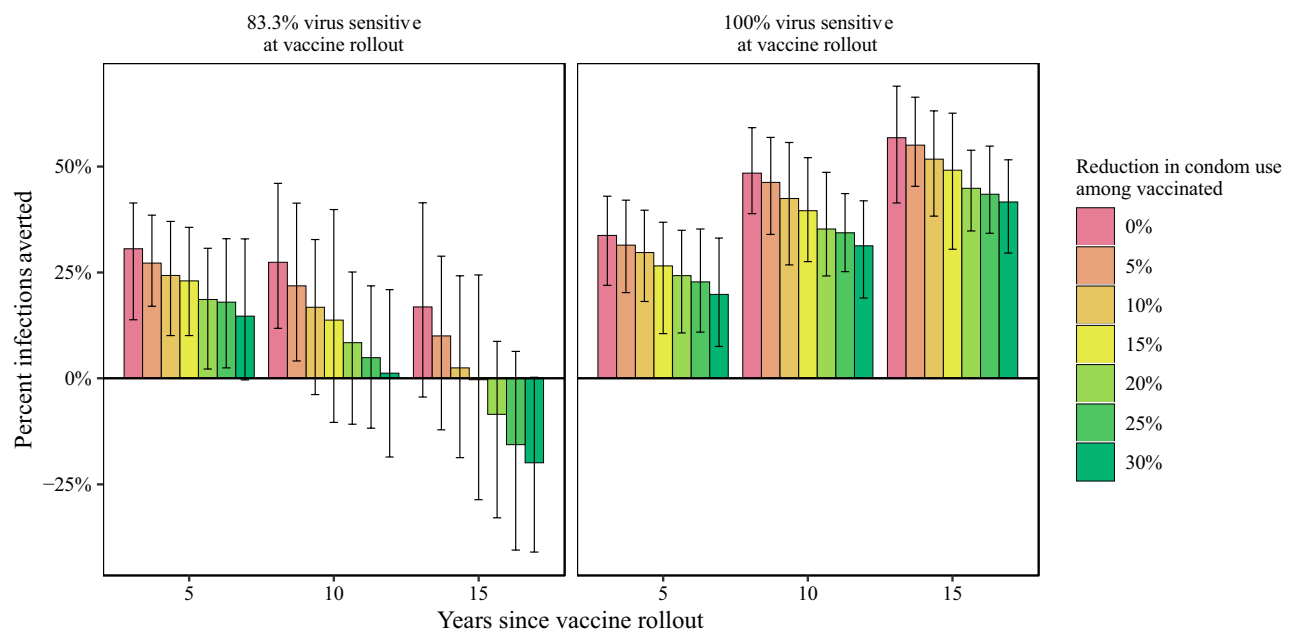 83.3% virus sensitive
at vaccine rollout
100% virus sensitive
at vaccine rollout
Percent infections averted
50%
25%
0%
−25%
5
10
15
5
10
15
Years since vaccine rollout
Reduction in condom use
among vaccinated
0%
5%
10%
15%
20%
25%
30%